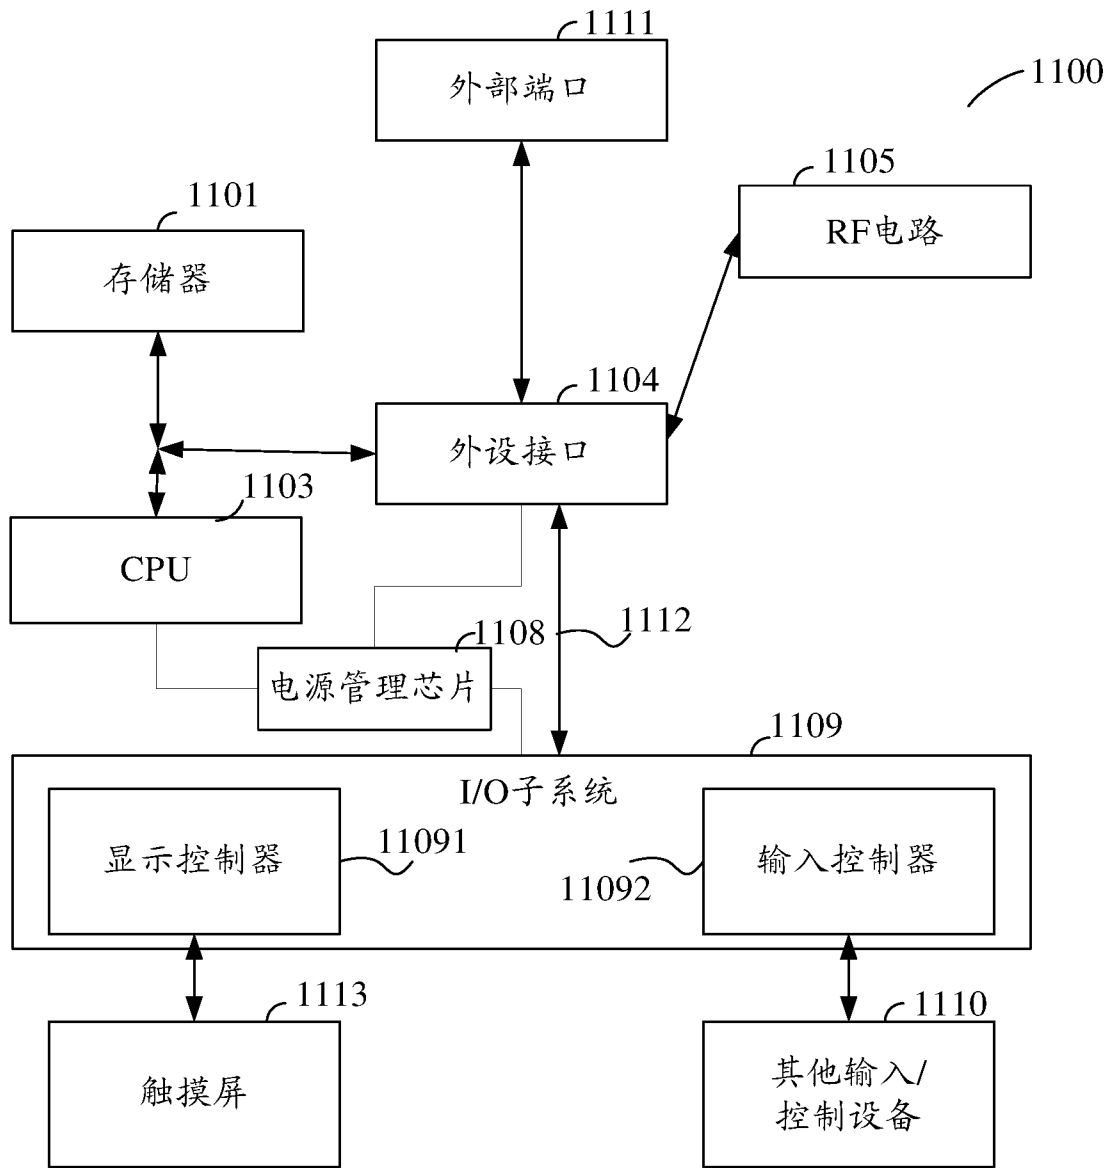 1111
外部端口
1100
1105
RF电路
1101
存储器
1104
外设接口
1103
CPU
1112
1108
电源管理芯片
1109
I/O子系统
11091
显示控制器
11092
输入控制器
1113
触摸屏
1110
其他输入/
控制设备